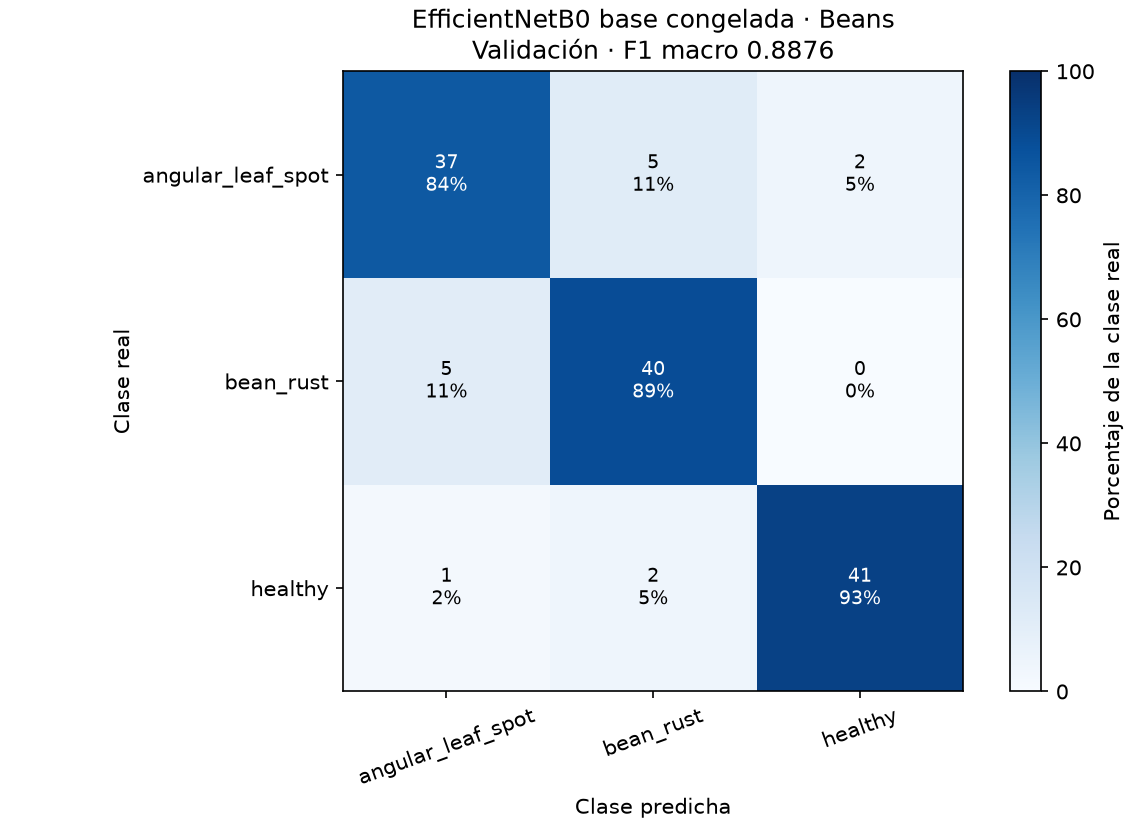 EfficientNetB0 base congelada · Beans
Validación · F1 macro 0.8876
Clase real
angular_leaf_spot
37
84%
5
11%
2
5%
bean_rust
5
11%
40
89%
0
0%
healthy
1
2%
2
5%
41
93%
angular_leaf_spot
bean_rust
healthy
Clase predicha
100
80
60
40
20
0
Porcentaje de la clase real